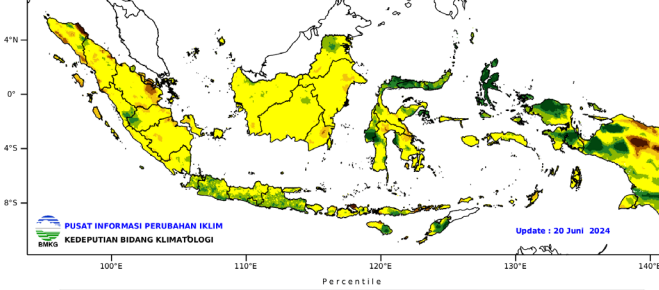 4°N
0°
4°S
8°S
PUSAT INFORMASI PERUBAHAN IKLIM
KEDEPUTIAN BIDANG KLIMATOLOGI
BMKG
Update : 20 Juni 2024
100°E 110°E 120°E 130°E 140°E
Percentile